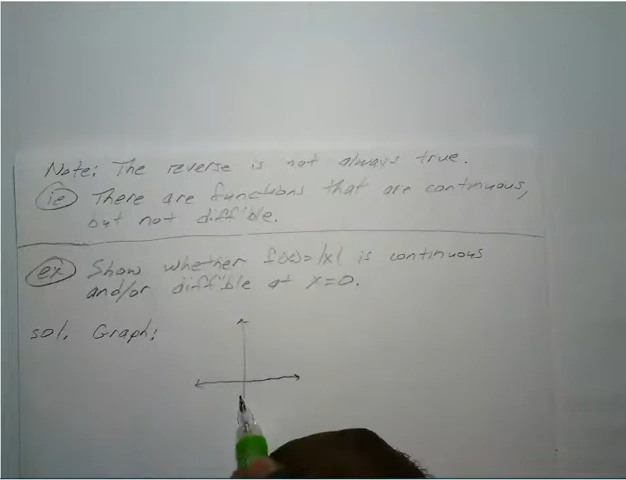 Note: The reverse is not always true.
ie There are functions that are continuous,
but not diff'ble.
ex Show whether f(x)=|x| is continuous
and/or diff'ble at x=0.
sol. Graph: